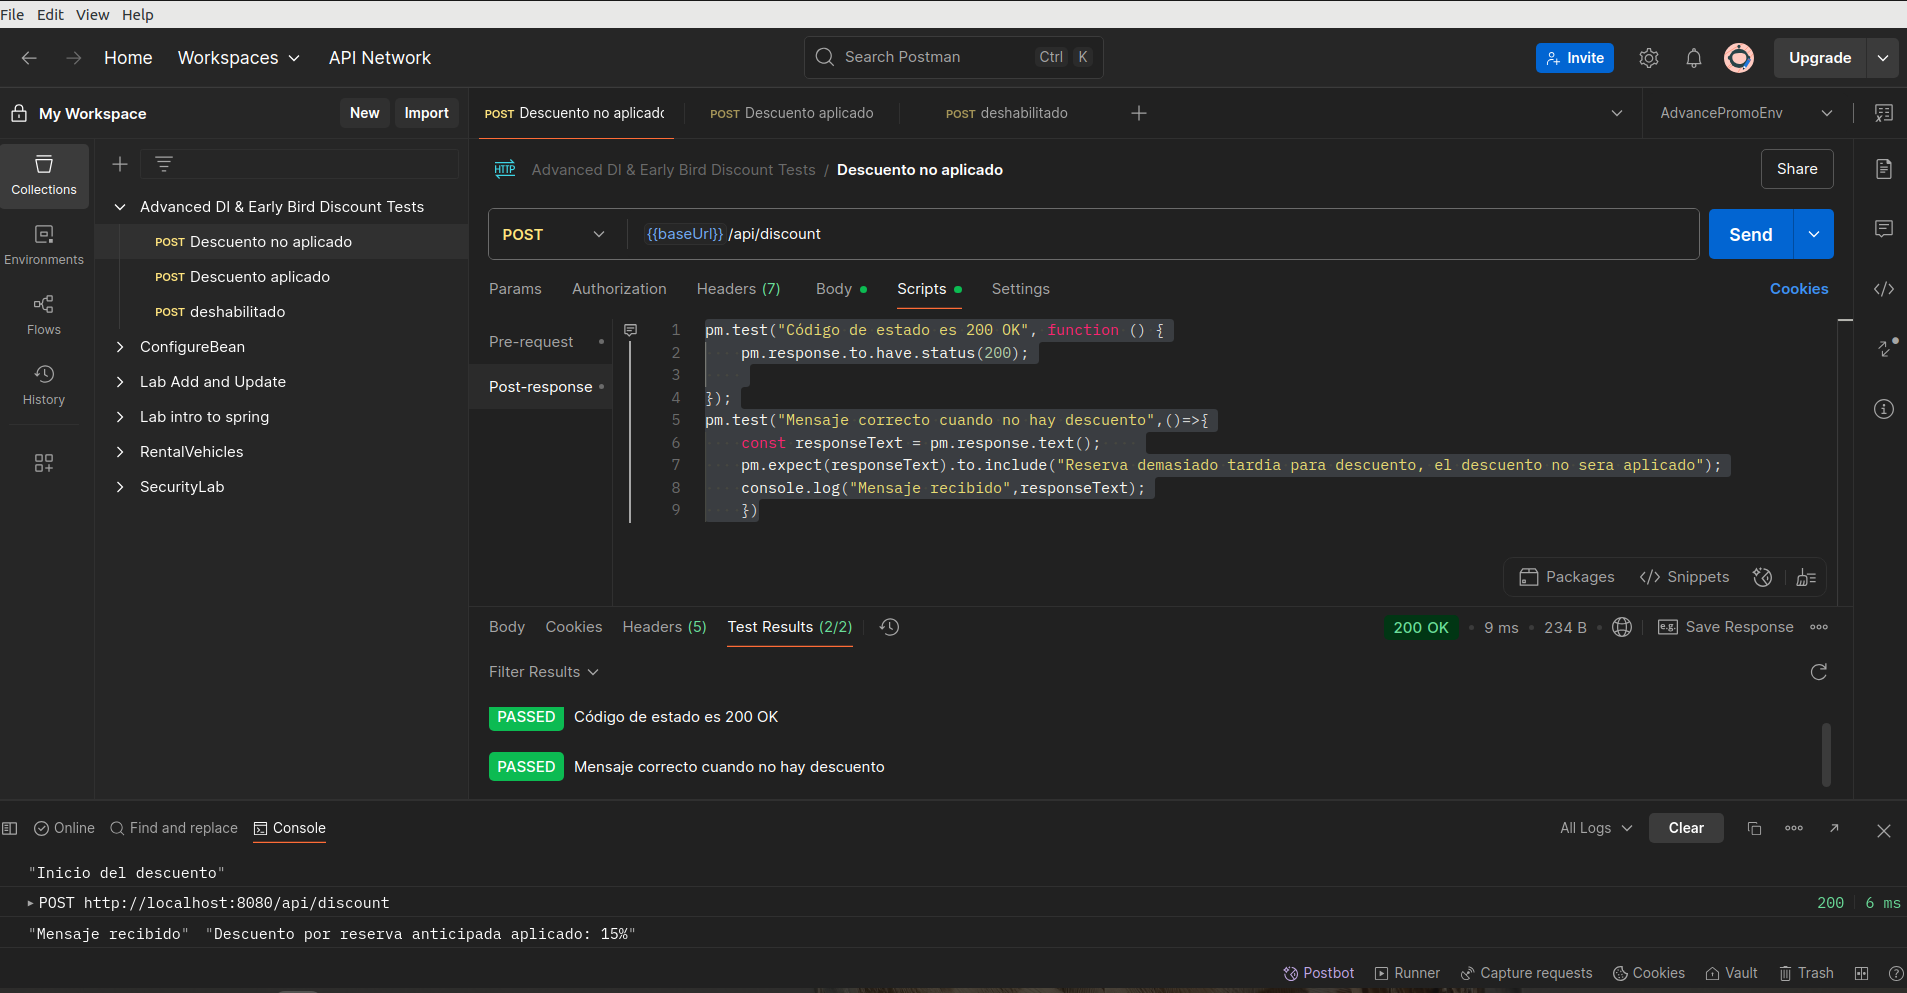 File Edit View Help
Home Workspaces API Network Search Postman Ctrl K Invite Upgrade
My Workspace New Import
POST Descuento no aplicado POST Descuento aplicado POST deshabilitado AdvancePromoEnv
Collections
Environments
Flows
History
Advanced DI & Early Bird Discount Tests
POST Descuento no aplicado
POST Descuento aplicado
POST deshabilitado
ConfigureBean
Lab Add and Update
Lab intro to spring
RentalVehicles
SecurityLab
HTTP Advanced DI & Early Bird Discount Tests / Descuento no aplicado Share
POST {{baseUrl}} /api/discount Send
Params Authorization Headers (7) Body Scripts Settings Cookies
Pre-request
Post-response
1 pm.test("Código de estado es 200 OK", function () {
2 pm.response.to.have.status(200);
3
4 });
5 pm.test("Mensaje correcto cuando no hay descuento",()=>{
6 const responseText = pm.response.text();
7 pm.expect(responseText).to.include("Reserva demasiado tardia para descuento, el descuento no sera aplicado");
8 console.log("Mensaje recibido",responseText);
9 })
Packages Snippets
Body Cookies Headers (5) Test Results (2/2) 200 OK 9 ms 234 B e.g. Save Response
Filter Results
PASSED Código de estado es 200 OK
PASSED Mensaje correcto cuando no hay descuento
Online Find and replace Console All Logs Clear
"Inicio del descuento"
POST http://localhost:8080/api/discount 200 6 ms
"Mensaje recibido" "Descuento por reserva anticipada aplicado: 15%"
Postbot Runner Capture requests Cookies Vault Trash